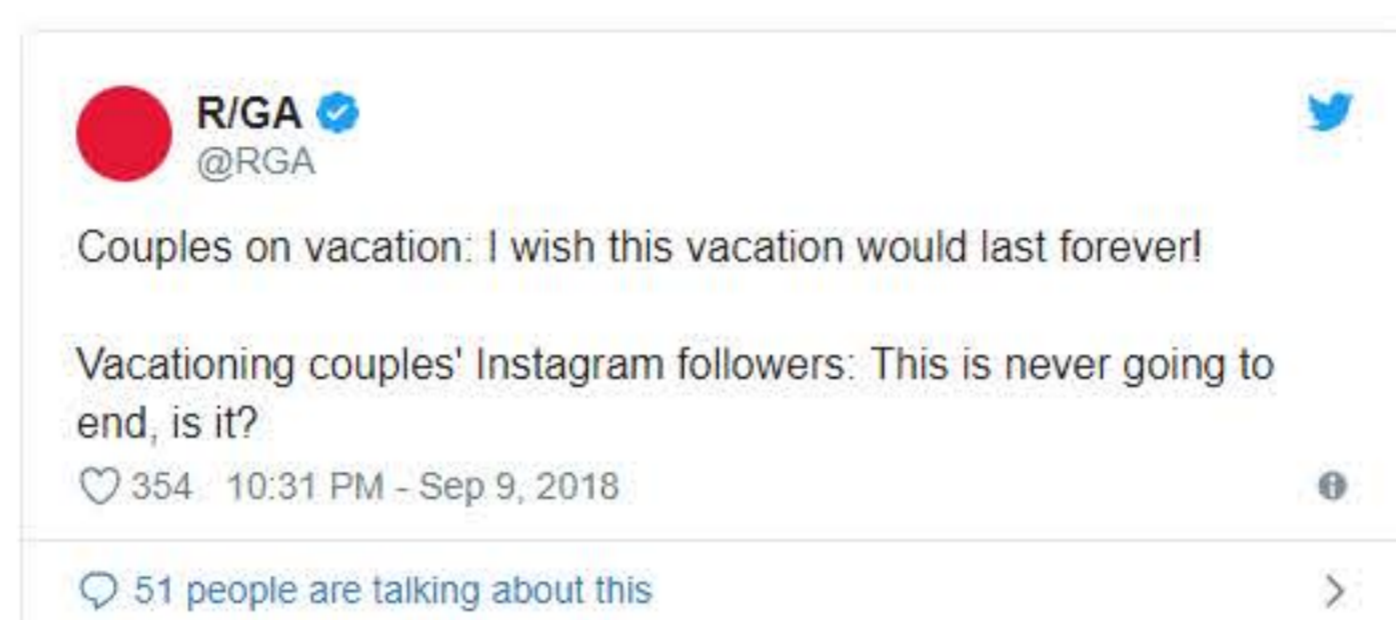 R/GA
@RGA
Couples on vacation: I wish this vacation would last forever!
Vacationing couples' Instagram followers: This is never going to
end, is it?
354 10:31 PM - Sep 9, 2018
51 people are talking about this